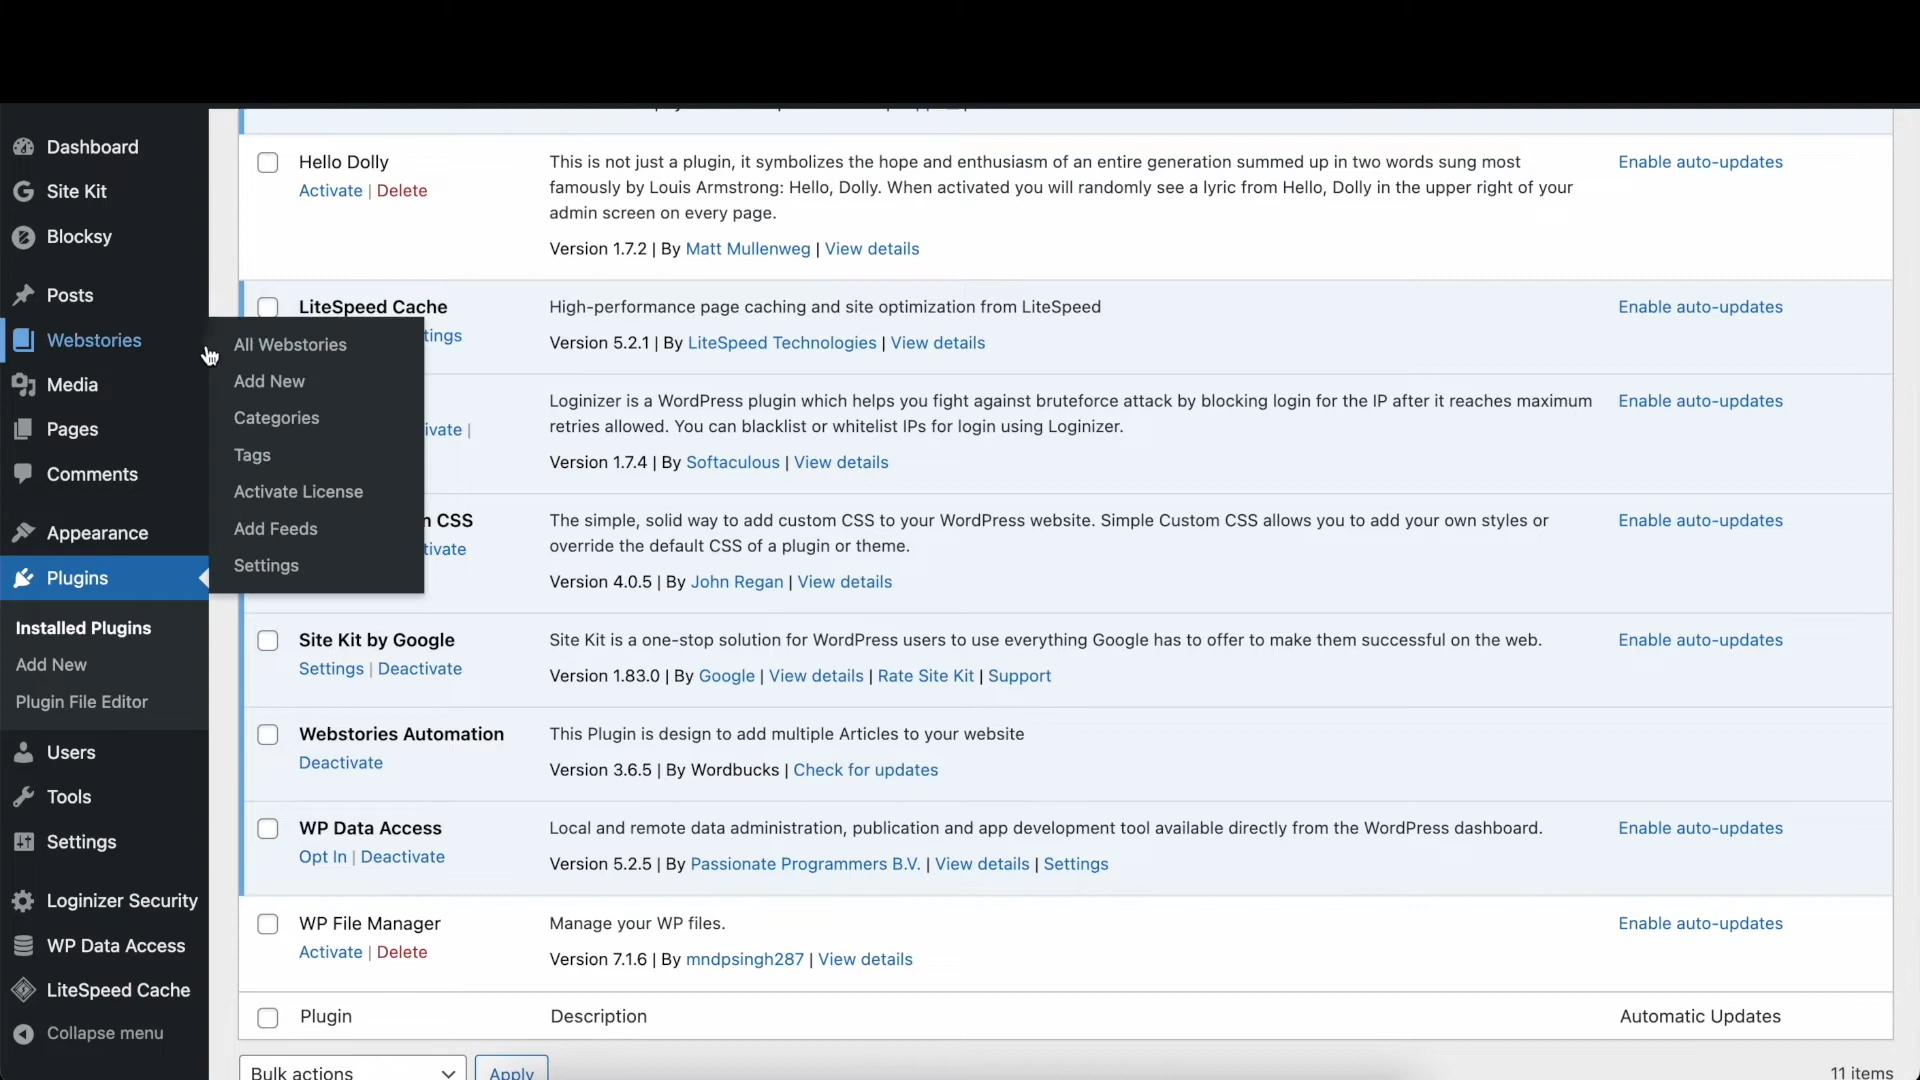 Dashboard
Site Kit
Blocksy
Posts
Webstories
Media
Pages
Comments
Appearance
Plugins
Installed Plugins
Add New
Plugin File Editor
Users
Tools
Settings
Loginizer Security
WP Data Access
LiteSpeed Cache
Collapse menu
All Webstories
Add New
Categories
Tags
Activate License
Add Feeds
Settings
Hello Dolly
Activate | Delete
This is not just a plugin, it symbolizes the hope and enthusiasm of an entire generation summed up in two words sung most
famously by Louis Armstrong: Hello, Dolly. When activated you will randomly see a lyric from Hello, Dolly in the upper right of your
admin screen on every page.
Version 1.7.2 | By Matt Mullenweg | View details
Enable auto-updates
LiteSpeed Cache
tings
High-performance page caching and site optimization from LiteSpeed
Version 5.2.1 | By LiteSpeed Technologies | View details
Enable auto-updates
ivate |
Loginizer is a WordPress plugin which helps you fight against bruteforce attack by blocking login for the IP after it reaches maximum
retries allowed. You can blacklist or whitelist IPs for login using Loginizer.
Version 1.7.4 | By Softaculous | View details
Enable auto-updates
CSS
tivate
The simple, solid way to add custom CSS to your WordPress website. Simple Custom CSS allows you to add your own styles or
override the default CSS of a plugin or theme.
Version 4.0.5 | By John Regan | View details
Enable auto-updates
Site Kit by Google
Settings | Deactivate
Site Kit is a one-stop solution for WordPress users to use everything Google has to offer to make them successful on the web.
Version 1.83.0 | By Google | View details | Rate Site Kit | Support
Enable auto-updates
Webstories Automation
Deactivate
This Plugin is design to add multiple Articles to your website
Version 3.6.5 | By Wordbucks | Check for updates
WP Data Access
Opt In | Deactivate
Local and remote data administration, publication and app development tool available directly from the WordPress dashboard.
Version 5.2.5 | By Passionate Programmers B.V. | View details | Settings
Enable auto-updates
WP File Manager
Activate | Delete
Manage your WP files.
Version 7.1.6 | By mndpsingh287 | View details
Enable auto-updates
Plugin
Description
Automatic Updates
Bulk actions
Apply
11 items